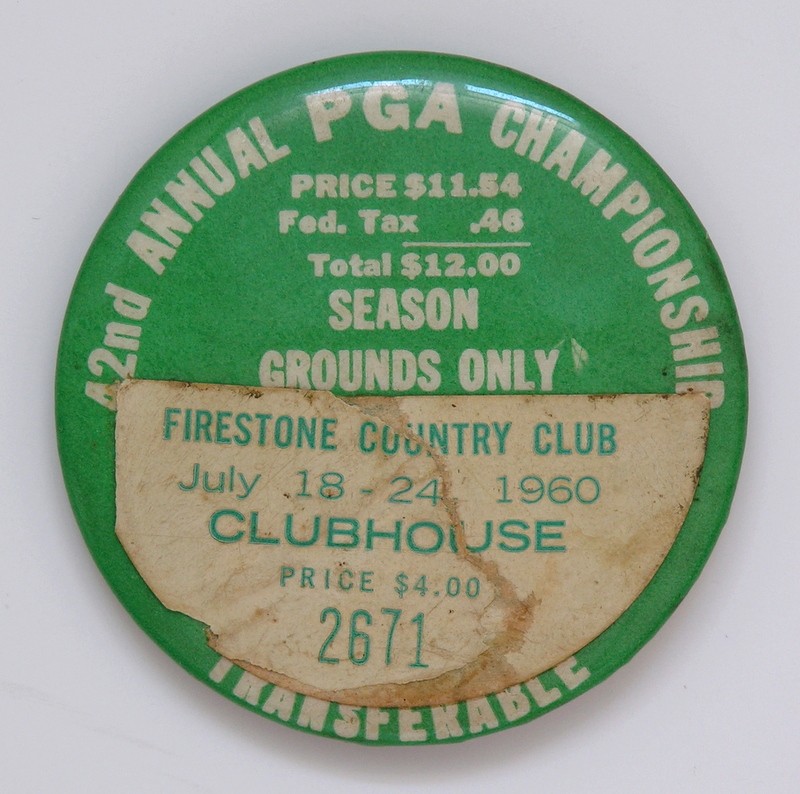 42nd ANNUAL PGA CHAMPIONSHIP
PRICE $11.54
Fed. Tax .46
Total $12.00
SEASON
GROUNDS ONLY
FIRESTONE COUNTRY CLUB
July 18 - 24 1960
CLUBHOUSE
PRICE $4.00
2671
TRANSFERABLE